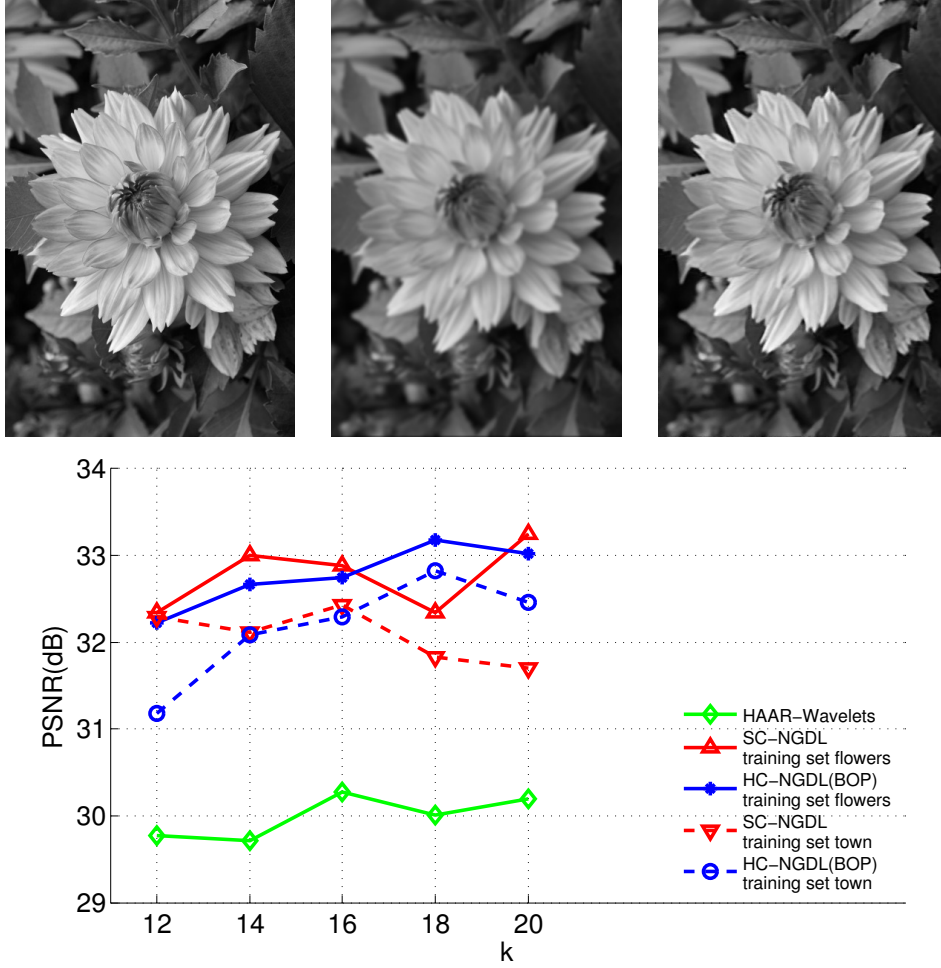 34
33
32
31
30
29
PSNR(dB)
12 14 16 18 20
k
HAAR−Wavelets
SC−NGDL
training set flowers
HC−NGDL(BOP)
training set flowers
SC−NGDL
training set town
HC−NGDL(BOP)
training set town